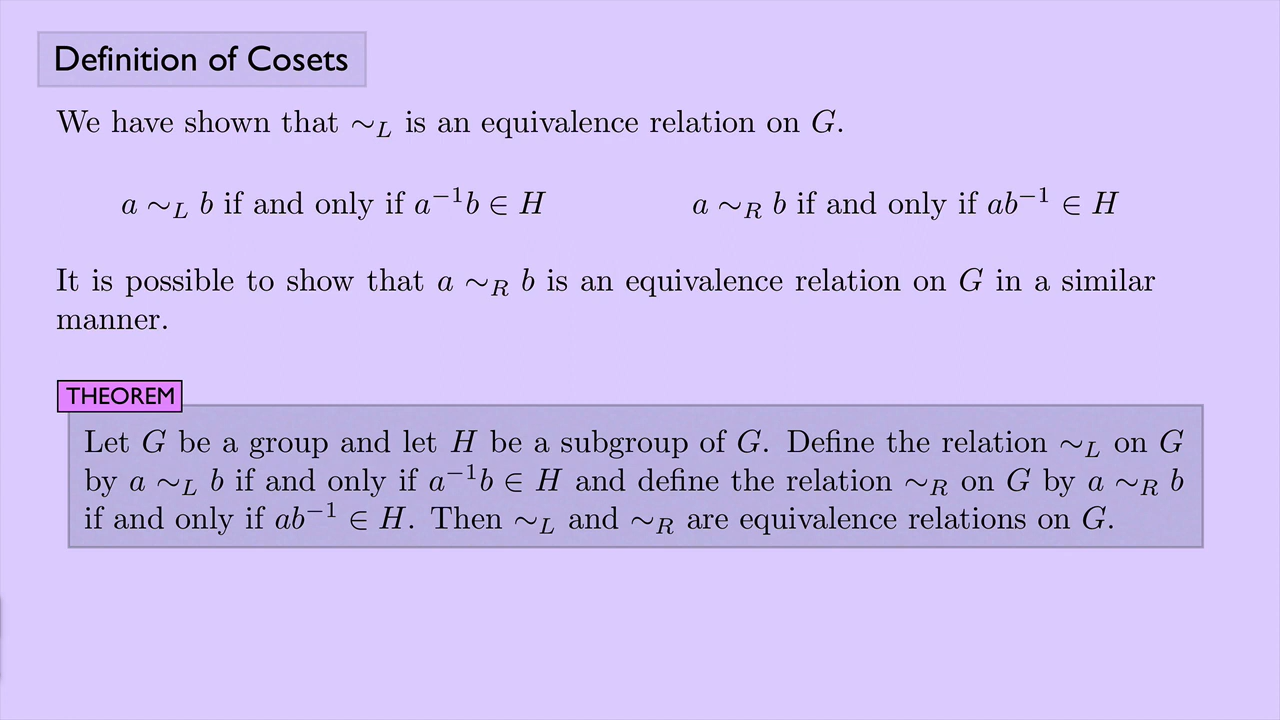 Definition of Cosets
We have shown that ∼_L is an equivalence relation on G.
a ∼_L b if and only if a⁻¹b ∈ H
a ∼_R b if and only if ab⁻¹ ∈ H
It is possible to show that a ∼_R b is an equivalence relation on G in a similar
manner.
THEOREM
Let G be a group and let H be a subgroup of G. Define the relation ∼_L on G
by a ∼_L b if and only if a⁻¹b ∈ H and define the relation ∼_R on G by a ∼_R b
if and only if ab⁻¹ ∈ H. Then ∼_L and ∼_R are equivalence relations on G.